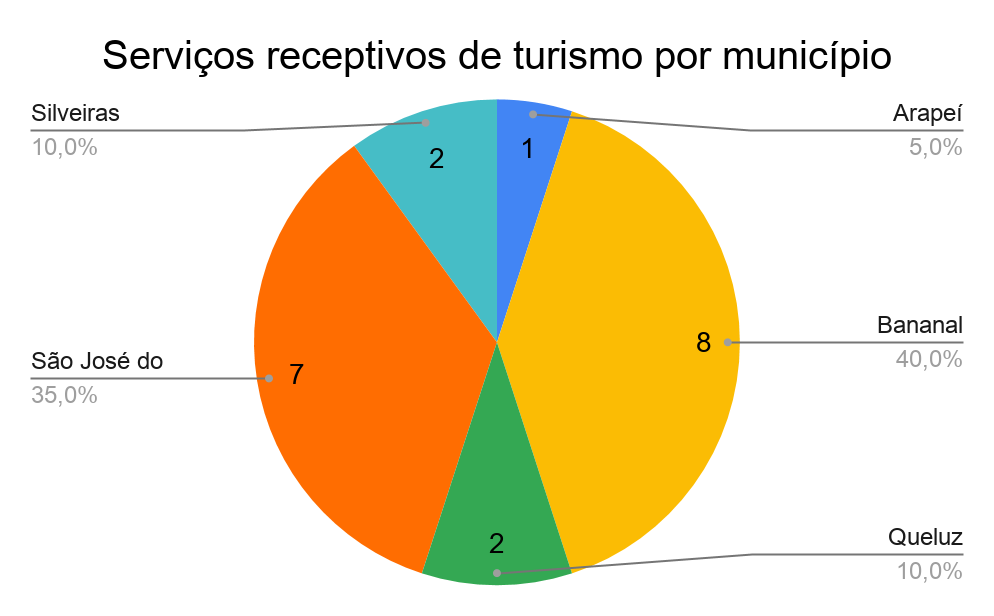 Serviços receptivos de turismo por município
Silveiras
10,0%
Arapeí
5,0%
2
1
Bananal
40,0%
8
São José do
35,0%
7
Queluz
10,0%
2